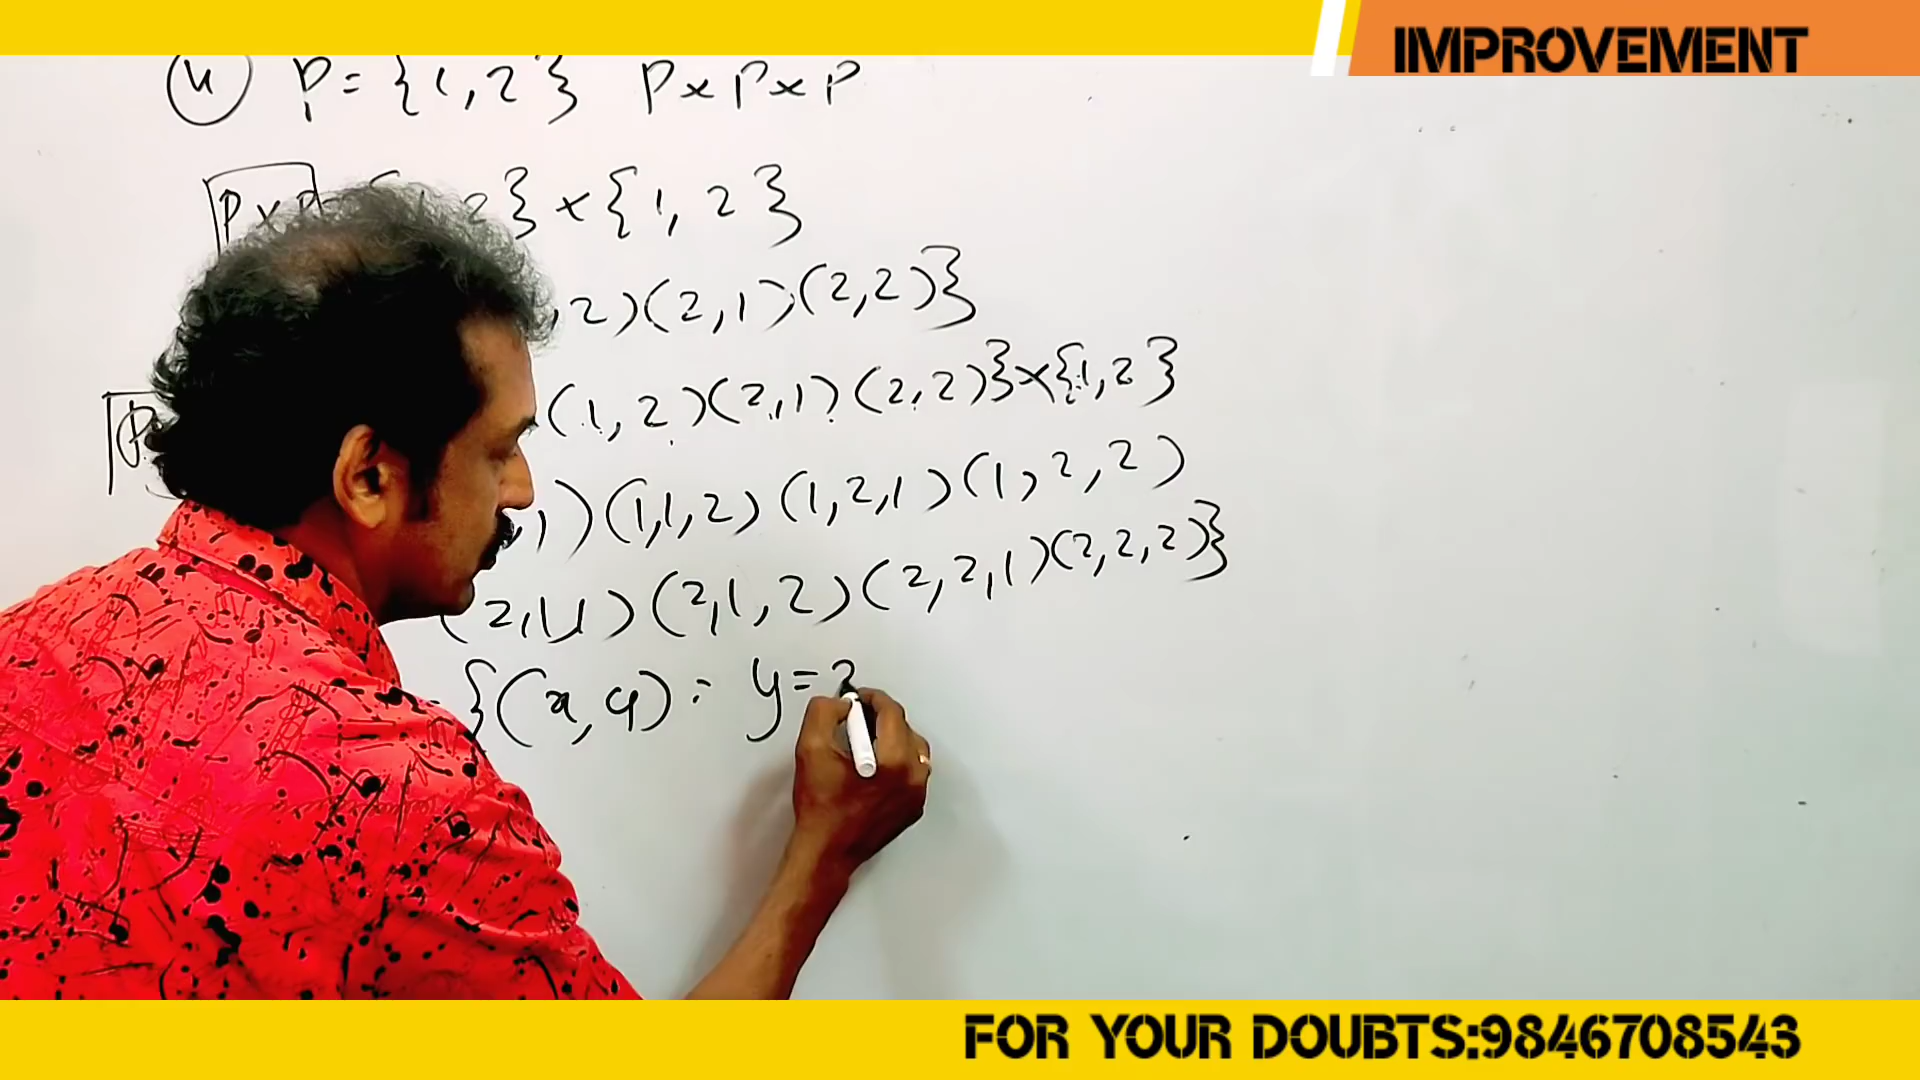 IMPROVEMENT
(4) P = {1, 2} P x P x P
P x P 2} x {1, 2}
, 2) (2, 1) (2, 2)}
(1, 2) (2, 1) (2, 2)} x {1, 2}
, 1) (1, 1, 2) (1, 2, 1) (1, 2, 2)
(2, 1, 1) (2, 1, 2) (2, 2, 1) (2, 2, 2)}
{(x, y) : y =
FOR YOUR DOUBTS:9846708543